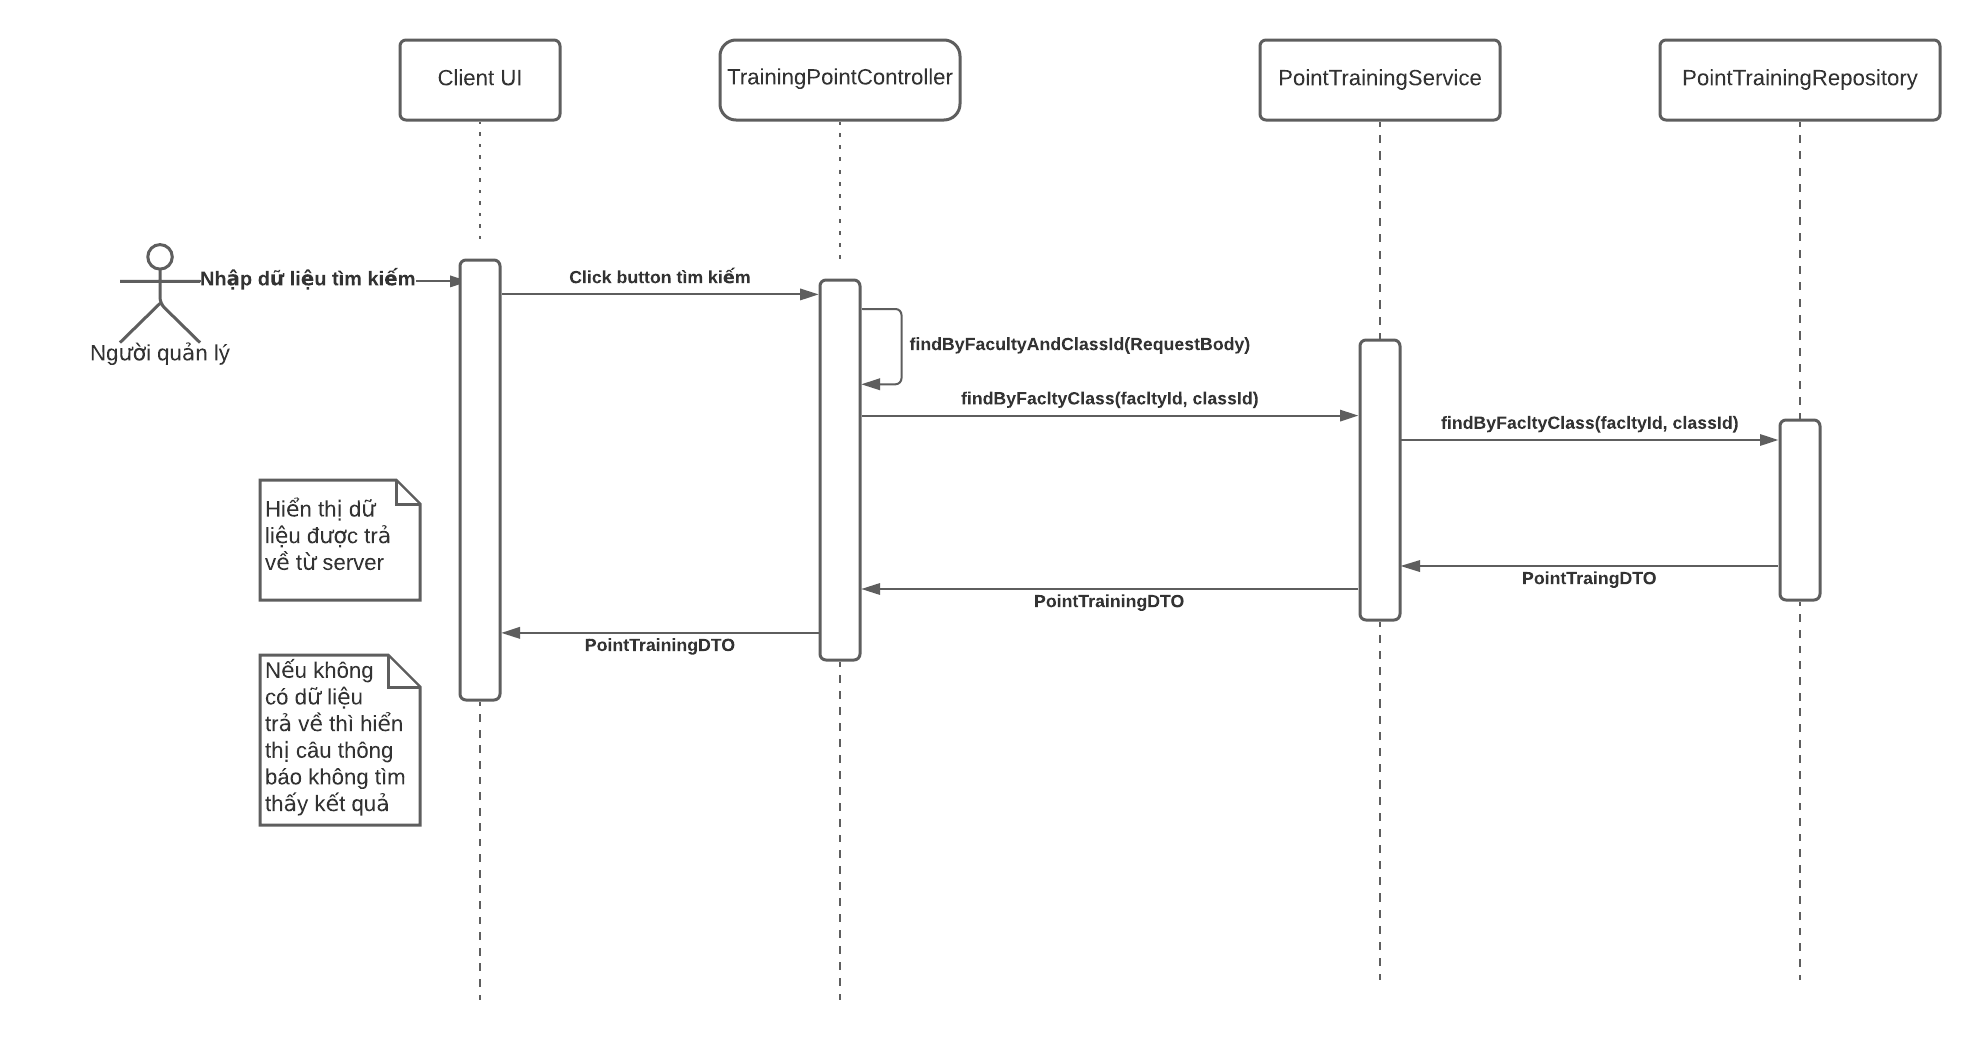 Client UI
TrainingPointController
PointTrainingService
PointTrainingRepository
Nhập dữ liệu tìm kiếm
Click button tìm kiếm
Người quản lý
findByFacultyAndClassId(RequestBody)
findByFacltyClass(facltyId, classId)
findByFacltyClass(facltyId, classId)
Hiển thị dữ
liệu được trả
về từ server
PointTraingDTO
PointTrainingDTO
PointTrainingDTO
Nếu không
có dữ liệu
trả về thì hiển
thị câu thông
báo không tìm
thấy kết quả